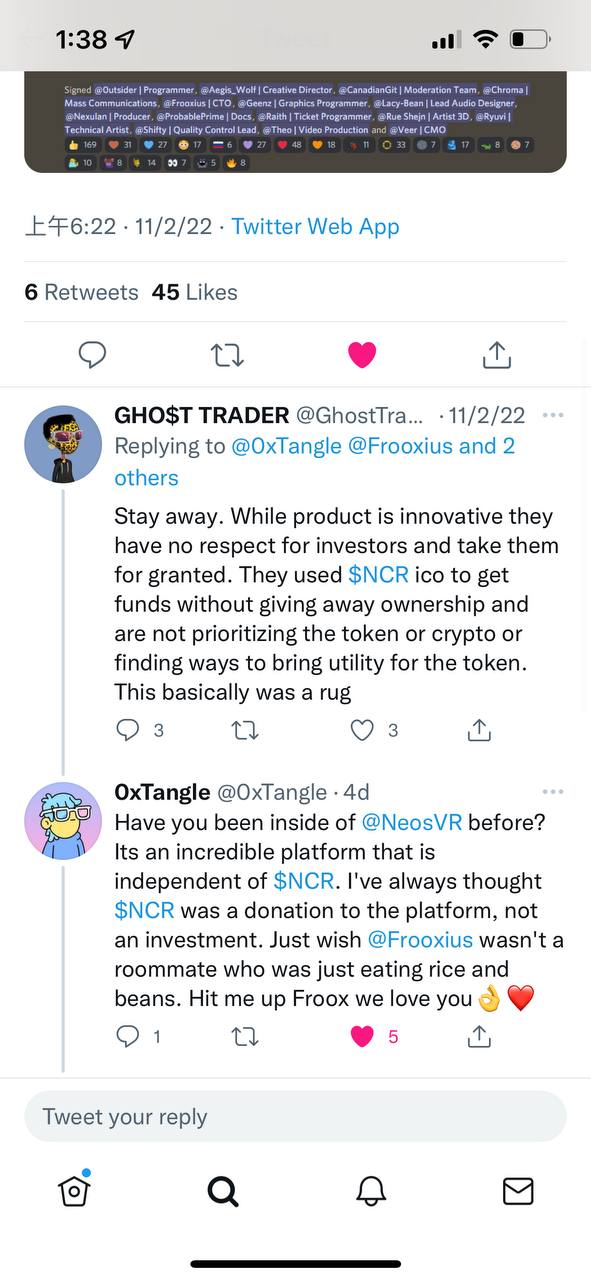 1:38
Signed @Outsider | Programmer, @Aegis_Wolf | Creative Director, @CanadianGit | Moderation Team, @Chroma |
Mass Communications, @Frooxius | CTO, @Geenz | Graphics Programmer, @Lacy-Bean | Lead Audio Designer,
@Nexulan | Producer, @ProbablePrime | Docs, @Raith | Ticket Programmer, @Rue Shejn | Artist 3D, @Ryuvi |
Technical Artist, @Shifty | Quality Control Lead, @Theo | Video Production and @Veer | CMO
👍 169 🧡 31 💙 27 😳 17 🇷🇺 6 💜 27 ❤️ 48 🧡 18 11 33 7 17 8 7
10 8 14 👀 7 5 🔥 8
上午6:22 · 11/2/22 · Twitter Web App
6 Retweets 45 Likes
GHO$T TRADER @GhostTra... · 11/2/22
Replying to @0xTangle @Frooxius and 2
others
Stay away. While product is innovative they
have no respect for investors and take them
for granted. They used $NCR ico to get
funds without giving away ownership and
are not prioritizing the token or crypto or
finding ways to bring utility for the token.
This basically was a rug
3 3
0xTangle @0xTangle · 4d
Have you been inside of @NeosVR before?
Its an incredible platform that is
independent of $NCR. I've always thought
$NCR was a donation to the platform, not
an investment. Just wish @Frooxius wasn't a
roommate who was just eating rice and
beans. Hit me up Froox we love you👌❤️
1 5
Tweet your reply